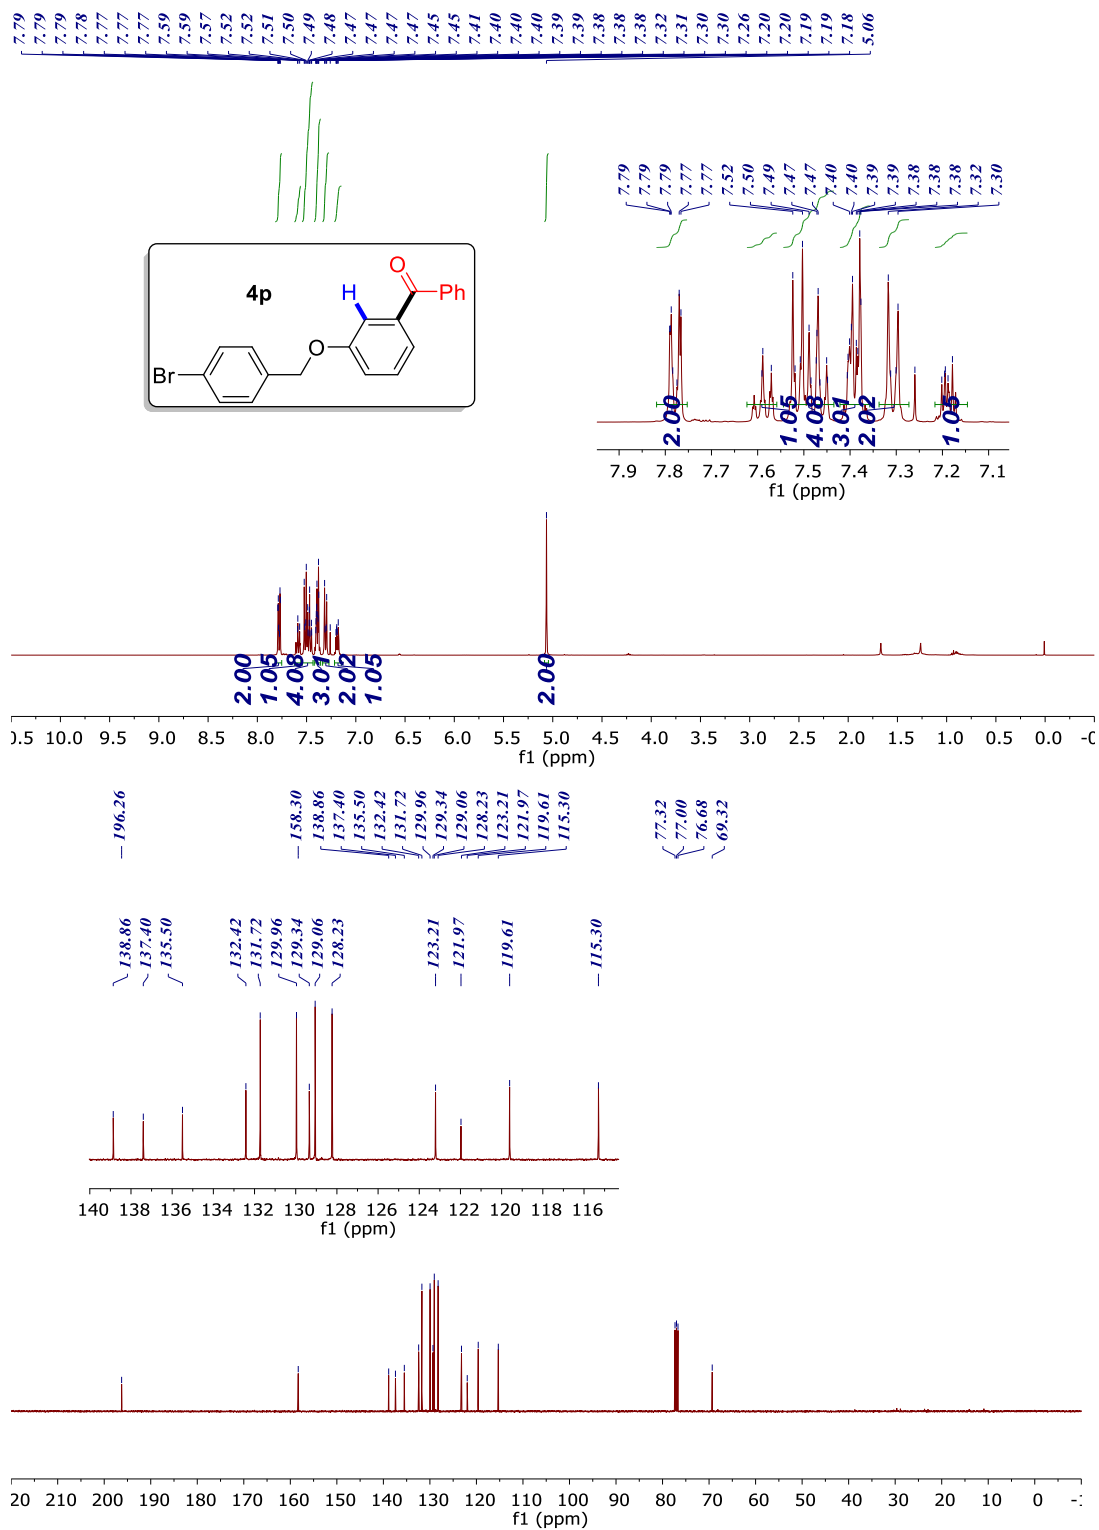 7.79 7.79 7.79 7.78 7.77 7.77 7.77 7.59 7.59 7.57 7.52 7.52 7.51 7.50 7.49 7.48 7.47 7.47 7.47 7.45 7.45 7.41 7.40 7.40 7.40 7.39 7.39 7.38 7.38 7.38 7.32 7.31 7.30 7.30 7.26 7.20 7.20 7.19 7.19 7.18 5.06
7.79 7.79 7.79 7.77 7.77 7.52 7.50 7.49 7.47 7.47 7.40 7.40 7.39 7.39 7.38 7.38 7.38 7.32 7.30
4p
H
O
Ph
O
Br
2.00 1.05 4.08 3.01 2.02 1.05
7.9 7.8 7.7 7.6 7.5 7.4 7.3 7.2 7.1
f1 (ppm)
2.00 1.05 4.08 3.01 2.02 1.05 2.00
0.5 10.0 9.5 9.0 8.5 8.0 7.5 7.0 6.5 6.0 5.5 5.0 4.5 4.0 3.5 3.0 2.5 2.0 1.5 1.0 0.5 0.0 -0
f1 (ppm)
196.26 158.30 138.86 137.40 135.50 132.42 131.72 129.96 129.34 129.06 128.23 123.21 121.97 119.61 115.30 77.32 77.00 76.68 69.32
138.86 137.40 135.50 132.42 131.72 129.96 129.34 129.06 128.23 123.21 121.97 119.61 115.30
140 138 136 134 132 130 128 126 124 122 120 118 116
f1 (ppm)
20 210 200 190 180 170 160 150 140 130 120 110 100 90 80 70 60 50 40 30 20 10 0 -1
f1 (ppm)